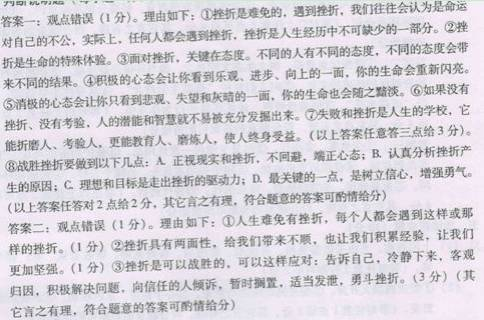 答案一：观点错误（1 分）。理由如下：①挫折是难免的，遇到挫折，我们往往会认为是命运
对自己的不公，实际上，任何人都会遇到挫折，挫折是人生经历中不可缺少的一部分。②挫
折是生命的特殊体验。③面对挫折，关键在态度。不同的人有不同的态度，不同的态度会带
来不同的结果。④积极的心态会让你看到乐观、进步、向上的一面，你的生命会重新闪亮。
⑤消极的心态会让你只看到悲观、失望和灰暗的一面，你的生命也会随之黯淡。⑥如果没有
挫折、没有考验，人的潜能和智慧就不易被充分发掘出来。⑦失败和挫折是人生的学校，它
能折磨人、考验人，更能教育人、磨炼人，使人终身受益。（以上答案任意答三点给 3 分）。
⑧战胜挫折要做到以下几点：A. 正视现实和挫折，不回避，端正心态；B. 认真分析挫折产
生的原因；C. 理想和目标是走出挫折的驱动力；D. 最关键的一点，是树立信心，增强勇气。
（以上答案任答对 2 点给 2 分，其它言之有理，符合题意的答案可酌情给分）
答案二：观点错误（1 分）。理由如下：①人生难免有挫折，每个人都会遇到这样或那
样的挫折。（1 分）②挫折具有两面性，给我们带来不顺，也让我们积累经验，让我们
更加坚强。（1 分）③挫折是可以战胜的，可以这样应对：告诉自己，冷静下来，客观
归因，积极解决问题，向信任的人倾诉，暂时搁置，适当发泄，勇斗挫折。（3 分）（其
它言之有理，符合题意的答案可酌情给分）